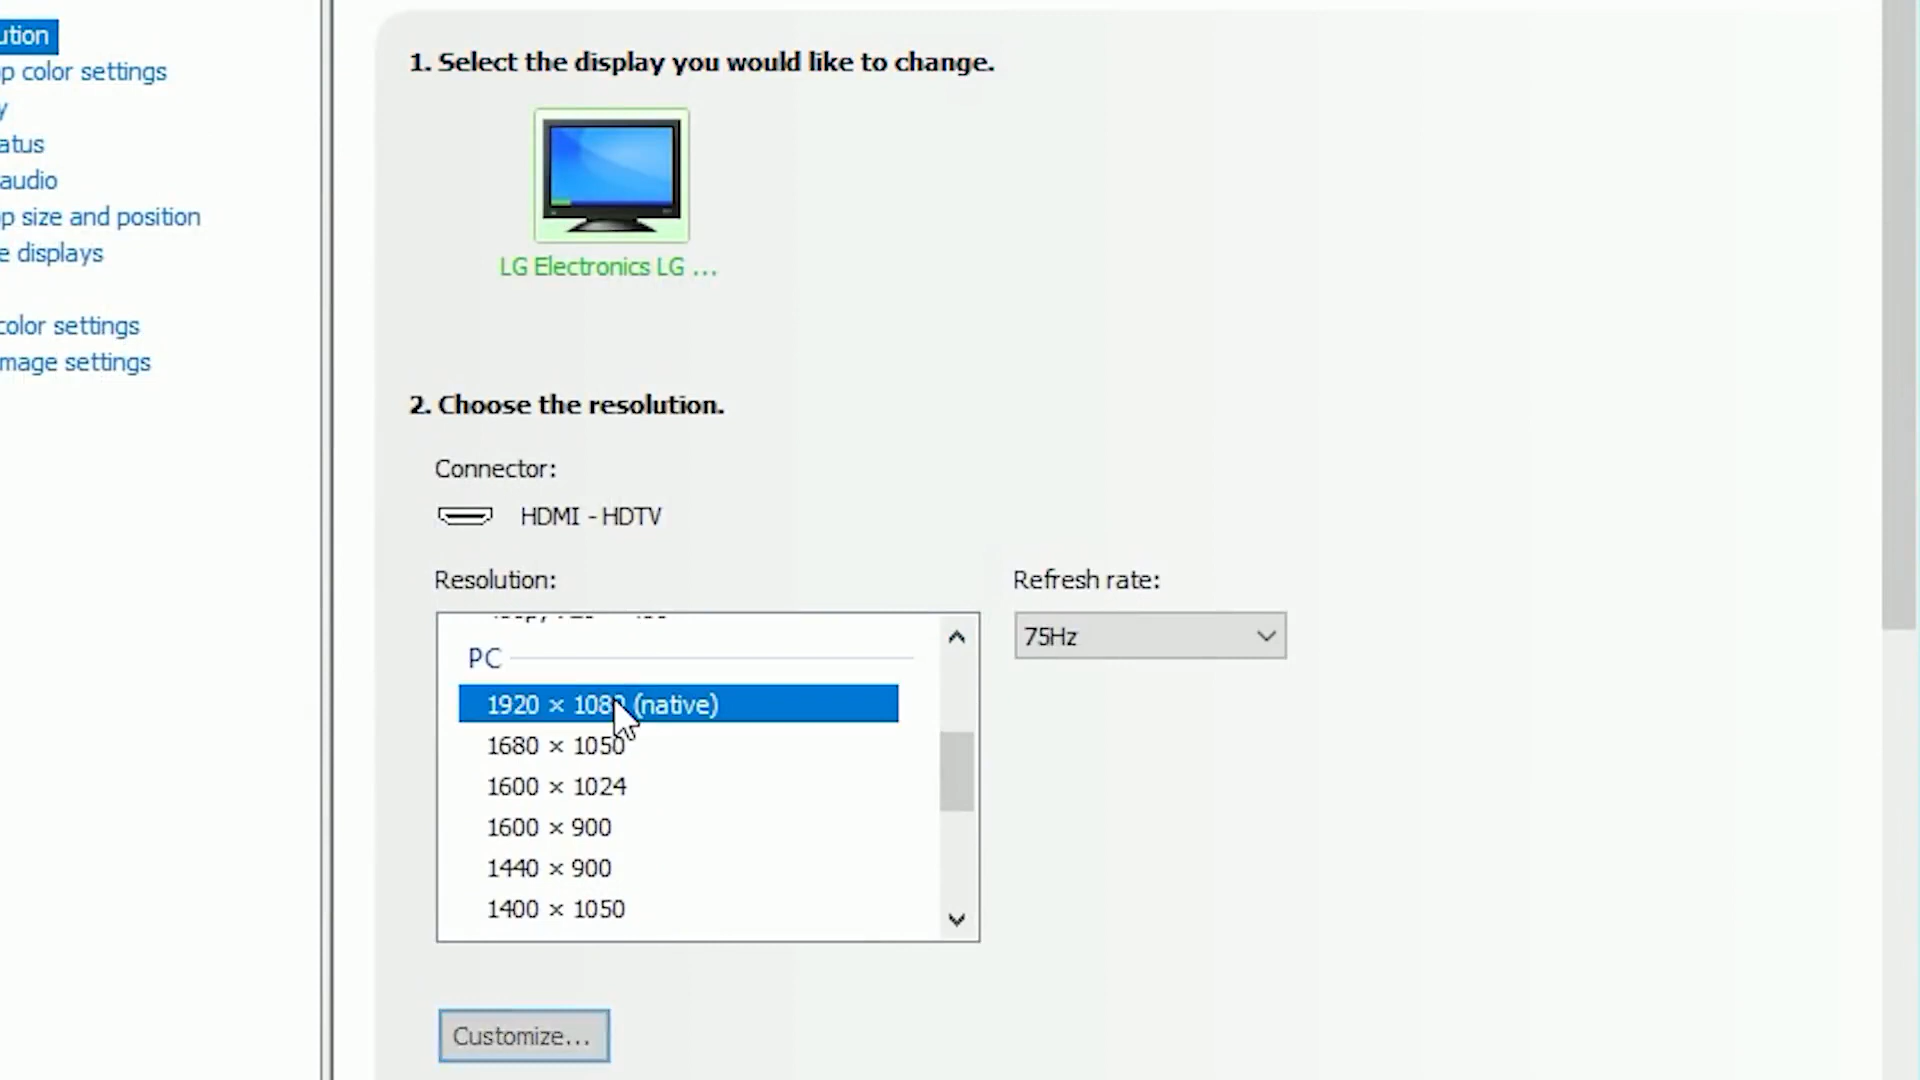 ution
p color settings
y
atus
audio
p size and position
e displays
color settings
mage settings
1. Select the display you would like to change.
LG Electronics LG ...
2. Choose the resolution.
Connector:
HDMI - HDTV
Resolution:
Refresh rate:
75Hz
PC
1920 × 1080 (native)
1680 × 1050
1600 × 1024
1600 × 900
1440 × 900
1400 × 1050
Customize...